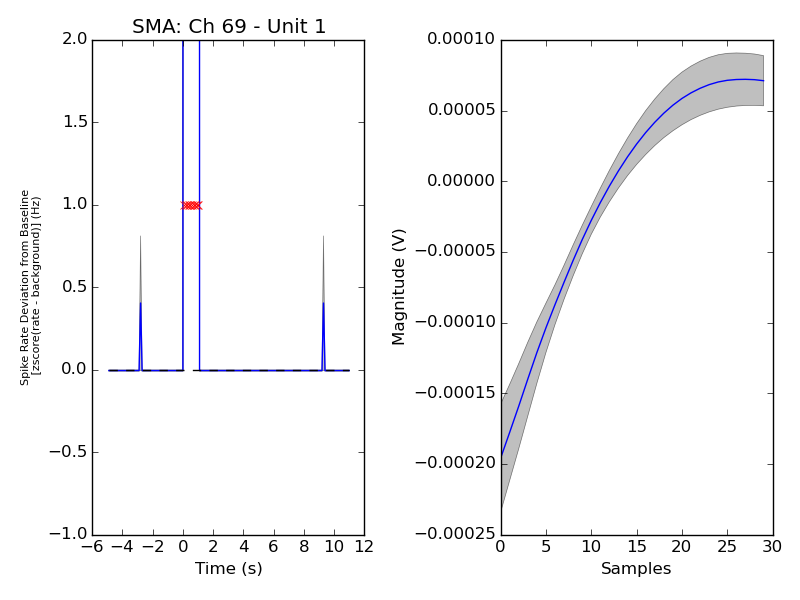 SMA: Ch 69 - Unit 1
2.0
1.5
1.0
0.5
0.0
−0.5
−1.0
−6 −4 −2 0 2 4 6 8 10 12
Time (s)
Spike Rate Deviation from Baseline
[zscore(rate - background)] (Hz)
0.00010
0.00005
0.00000
−0.00005
−0.00010
−0.00015
−0.00020
−0.00025
0 5 10 15 20 25 30
Samples
Magnitude (V)